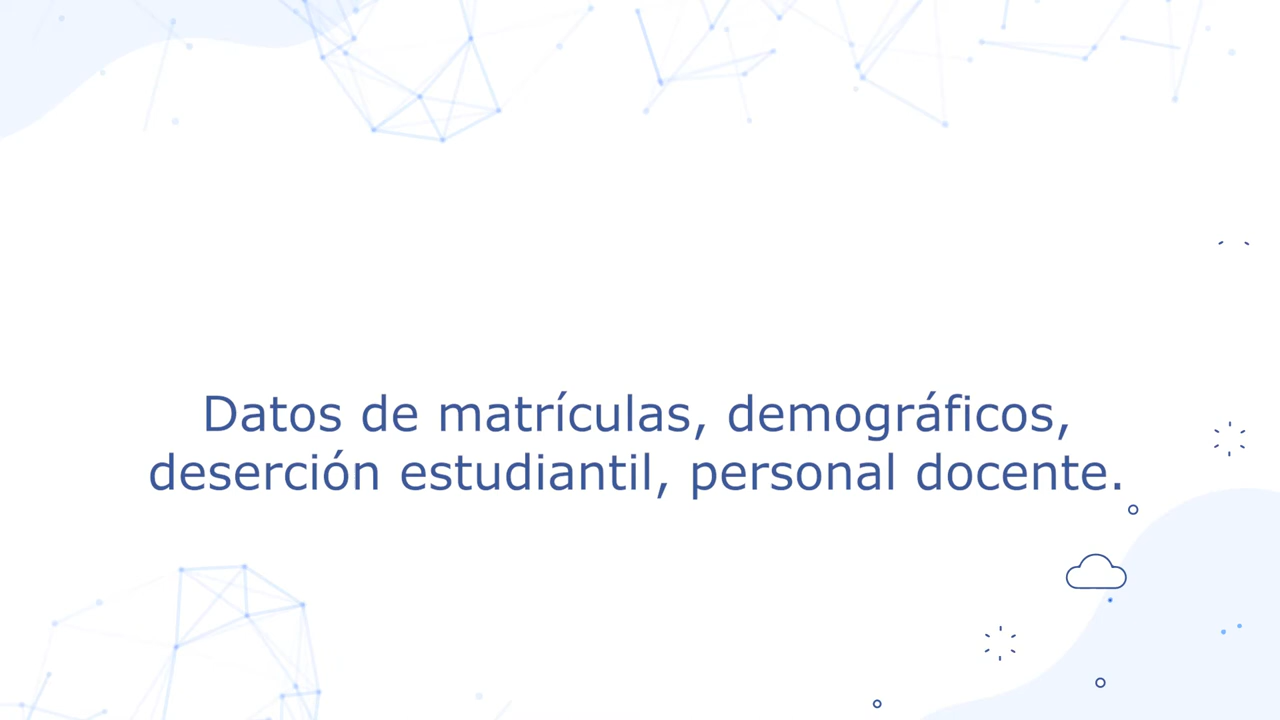 Datos de matrículas, demográficos,
deserción estudiantil, personal docente.